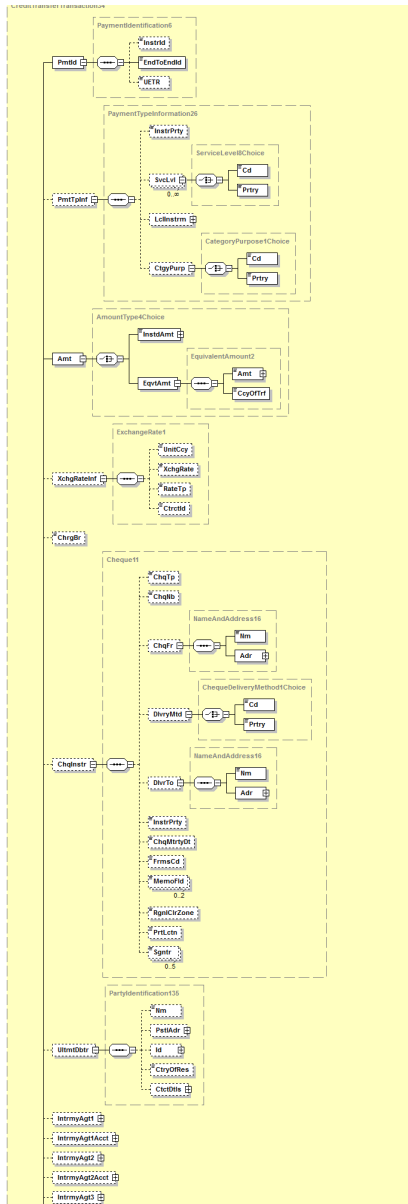 CreditTransferTransaction34
PaymentIdentification6
InstrId
PmtId
EndToEndId
UETR
PaymentTypeInformation26
InstrPrty
ServiceLevel8Choice
Cd
SvcLvl
Prtry
0..∞
PmtTpInf
LclInstrm
CategoryPurpose1Choice
Cd
CtgyPurp
Prtry
AmountType4Choice
InstdAmt
Amt
EquivalentAmount2
Amt
EqvtAmt
CcyOfTrf
ExchangeRate1
UnitCcy
XchgRate
XchgRateInf
RateTp
CtrctId
ChrgBr
Cheque11
ChqTp
ChqNb
NameAndAddress16
Nm
ChqFr
Adr
ChequeDeliveryMethod1Choice
Cd
DlvryMtd
Prtry
ChqInstr
NameAndAddress16
Nm
DlvrTo
Adr
InstrPrty
ChqMtrtyDt
FrmsCd
MemoFld
0..2
RgnlClrZone
PrtLctn
Sgntr
0..5
PartyIdentification135
Nm
PstlAdr
UltmtDbtr
Id
CtryOfRes
CtctDtls
IntrmyAgt1
IntrmyAgt1Acct
IntrmyAgt2
IntrmyAgt2Acct
IntrmyAgt3